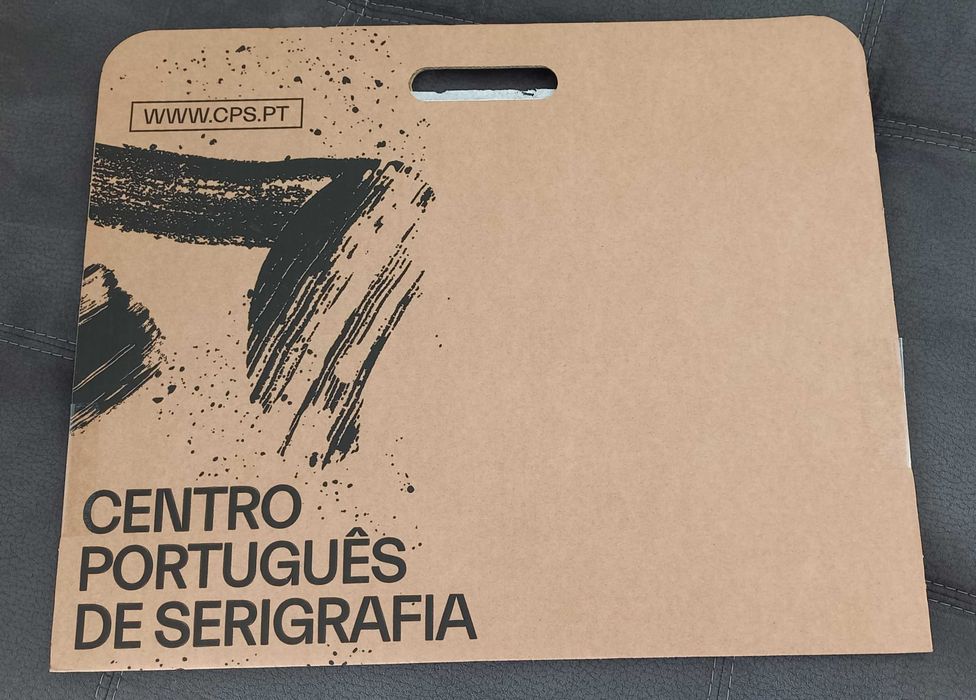 WWW.CPS.PT
CENTRO
PORTUGUÊS
DE SERIGRAFIA